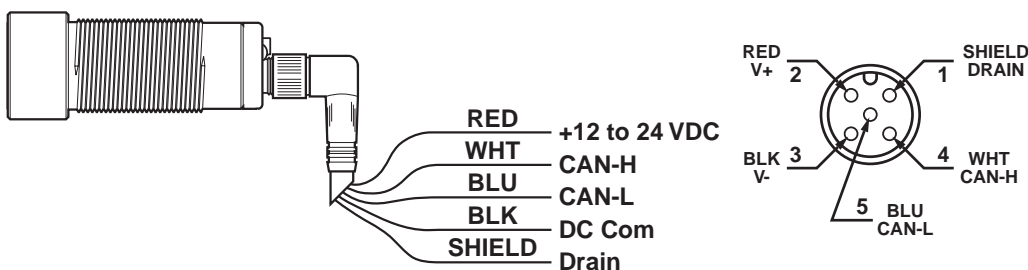 RED +12 to 24 VDC
WHT CAN-H
BLU CAN-L
BLK DC Com
SHIELD Drain
RED
V+
2
SHIELD
DRAIN
1
BLK
V-
3
4
WHT
CAN-H
5
BLU
CAN-L